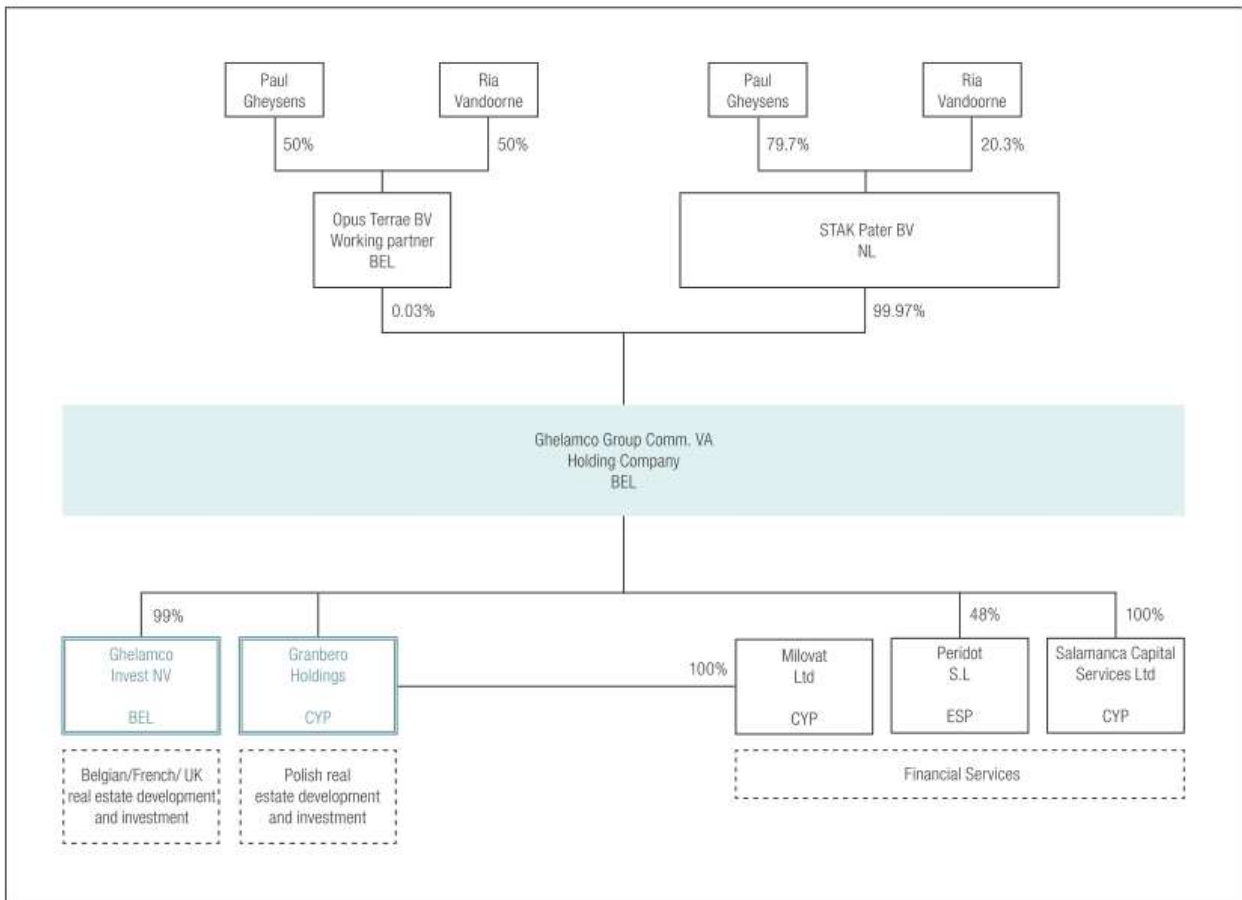 Paul
Gheysens
Ria
Vandoorne
Paul
Gheysens
Ria
Vandoorne
50%
50%
79.7%
20.3%
Opus Terrae BV
Working partner
BEL
STAK Pater BV
NL
0.03%
99.97%
Ghelamco Group Comm. VA
Holding Company
BEL
99%
48%
100%
Ghelamco
Invest NV
BEL
Granbero
Holdings
CYP
100%
Milovat
Ltd
CYP
Peridot
S.L
ESP
Salamanca Capital
Services Ltd
CYP
Belgian/French/ UK
real estate development
and investment
Polish real
estate development
and investment
Financial Services